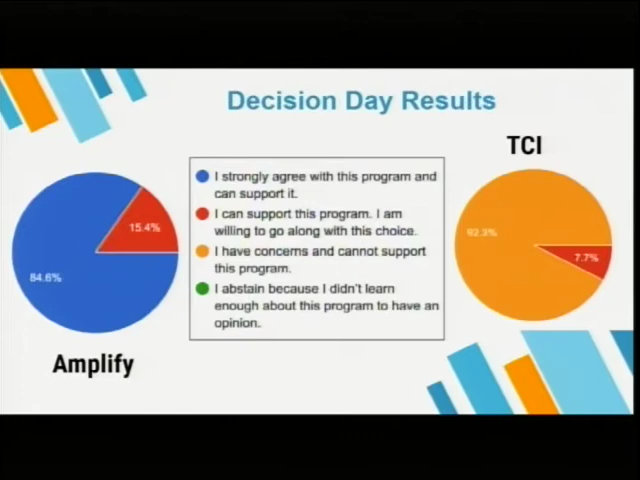 Decision Day Results
TCI
I strongly agree with this program and
can support it.
I can support this program. I am
willing to go along with this choice.
I have concerns and cannot support
this program.
I abstain because I didn't learn
enough about this program to have an
opinion.
15.4%
84.6%
92.3%
7.7%
Amplify